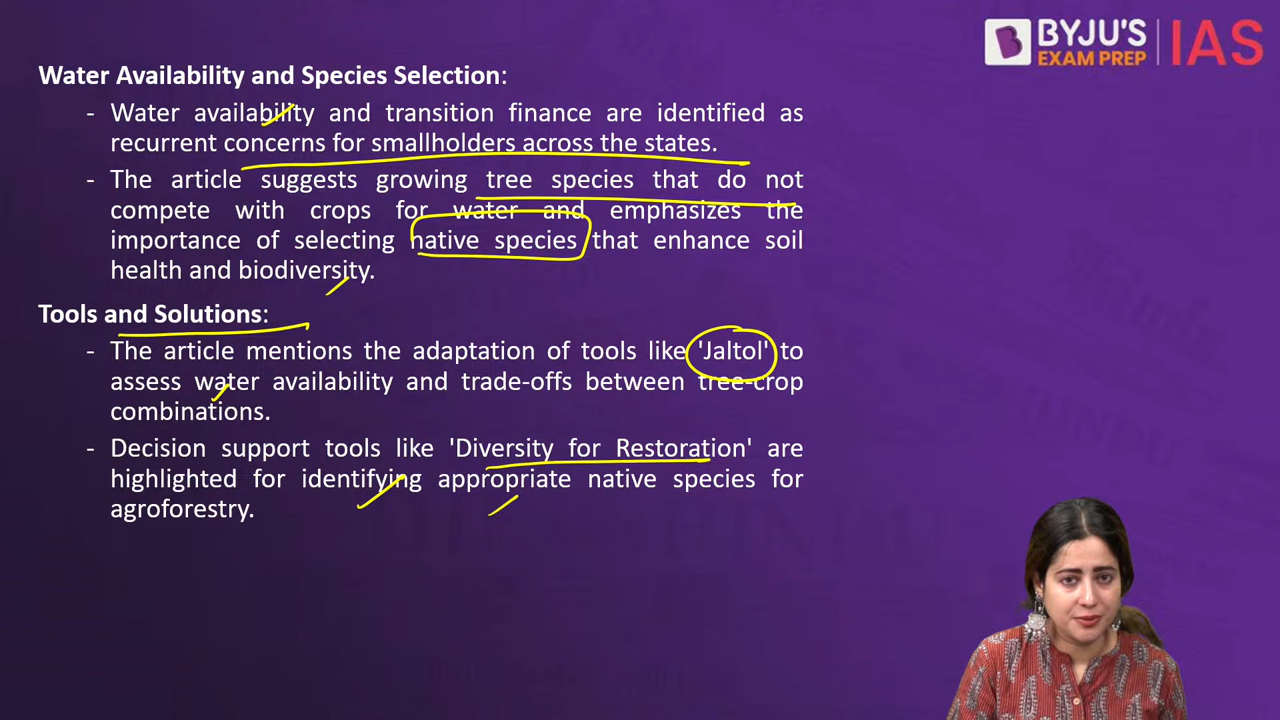 BYJU'S
EXAM PREP
IAS
Water Availability and Species Selection:
- Water availability and transition finance are identified as
recurrent concerns for smallholders across the states.
- The article suggests growing tree species that do not
compete with crops for water and emphasizes the
importance of selecting native species that enhance soil
health and biodiversity.
Tools and Solutions:
- The article mentions the adaptation of tools like 'Jaltol' to
assess water availability and trade-offs between tree-crop
combinations.
- Decision support tools like 'Diversity for Restoration' are
highlighted for identifying appropriate native species for
agroforestry.